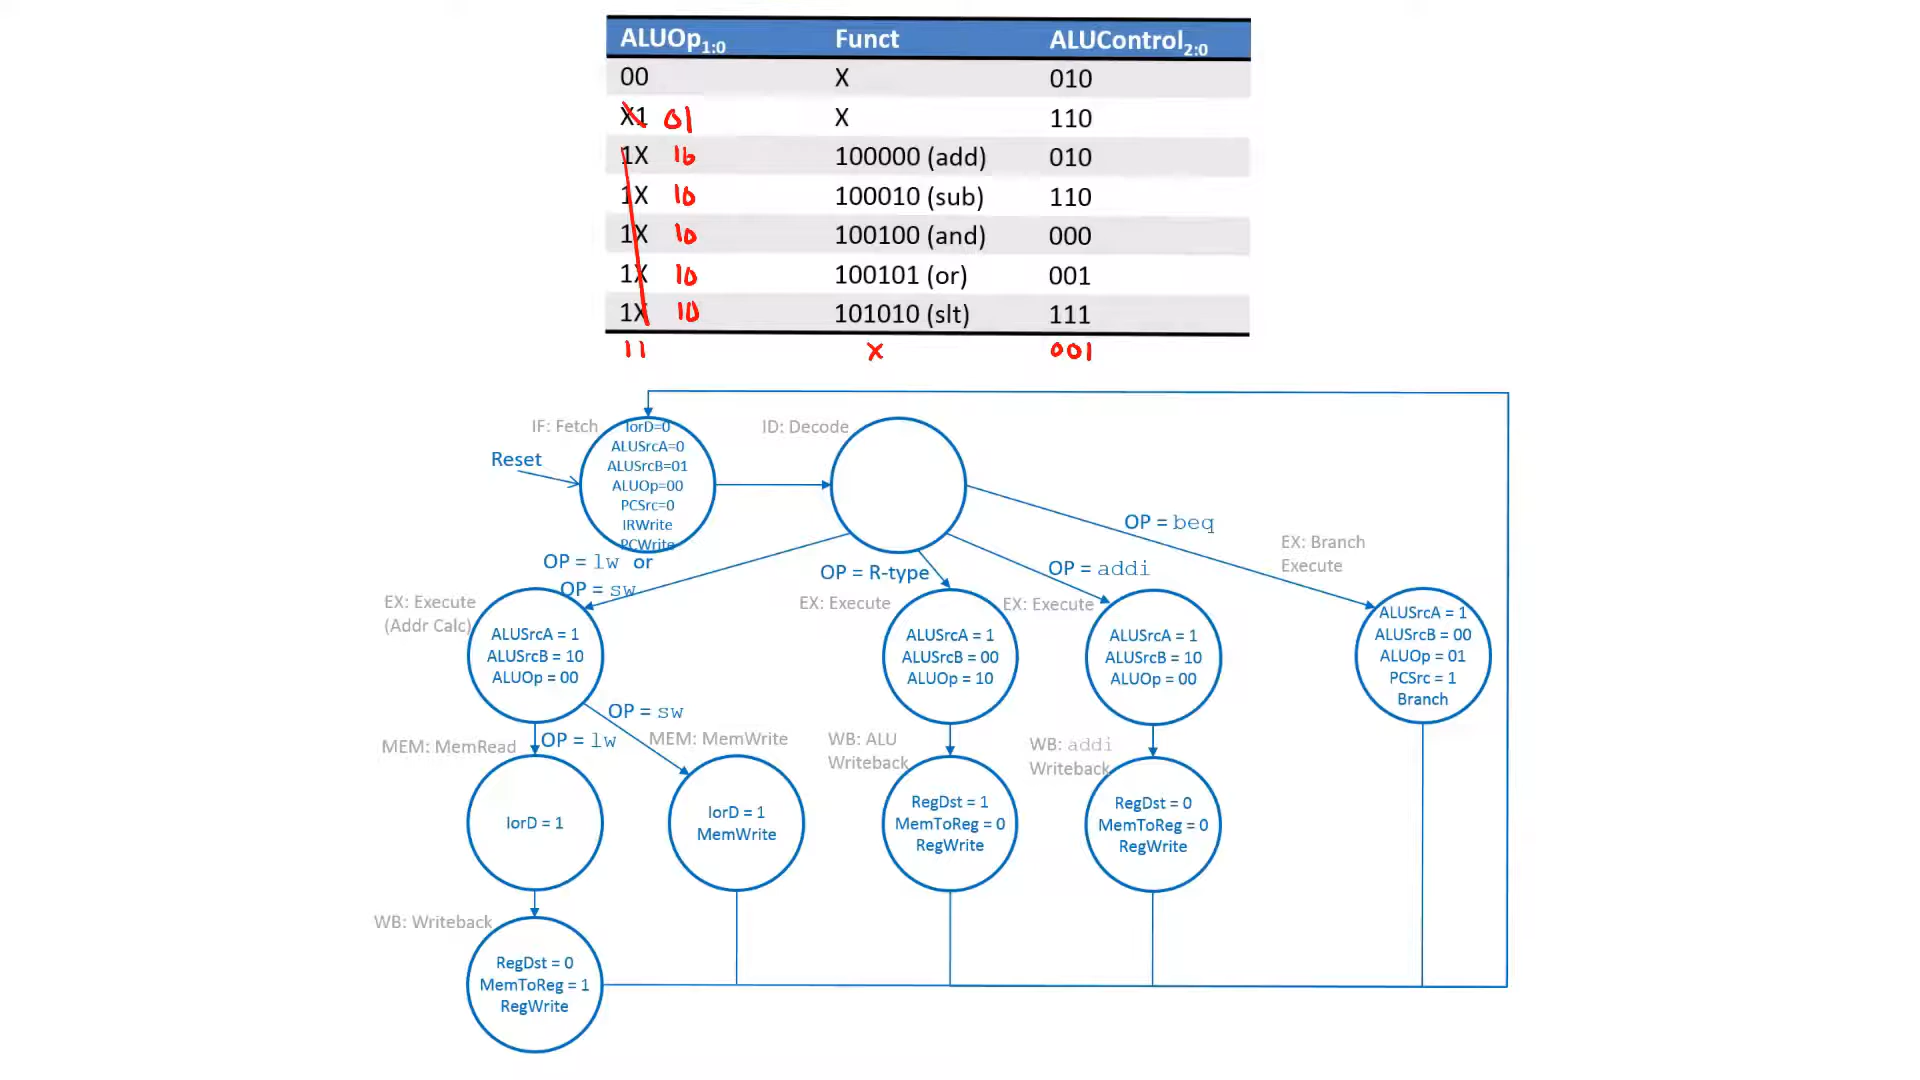 ALUOp1:0 Funct ALUControl2:0
00 X 010
X1 01 X 110
1X 10 100000 (add) 010
1X 10 100010 (sub) 110
1X 10 100100 (and) 000
1X 10 100101 (or) 001
1X 10 101010 (slt) 111
11 X 001
IF: Fetch
Reset
IorD=0
ALUSrcA=0
ALUSrcB=01
ALUOp=00
PCSrc=0
IRWrite
PCWrite
ID: Decode
OP = lw or
OP = sw
OP = R-type
OP = addi
OP = beq
EX: Execute
(Addr Calc)
ALUSrcA = 1
ALUSrcB = 10
ALUOp = 00
EX: Execute
ALUSrcA = 1
ALUSrcB = 00
ALUOp = 10
EX: Execute
ALUSrcA = 1
ALUSrcB = 10
ALUOp = 00
EX: Branch
Execute
ALUSrcA = 1
ALUSrcB = 00
ALUOp = 01
PCSrc = 1
Branch
OP = sw
OP = lw
MEM: MemRead
IorD = 1
MEM: MemWrite
IorD = 1
MemWrite
WB: ALU
Writeback
RegDst = 1
MemToReg = 0
RegWrite
WB: addi
Writeback
RegDst = 0
MemToReg = 0
RegWrite
WB: Writeback
RegDst = 0
MemToReg = 1
RegWrite